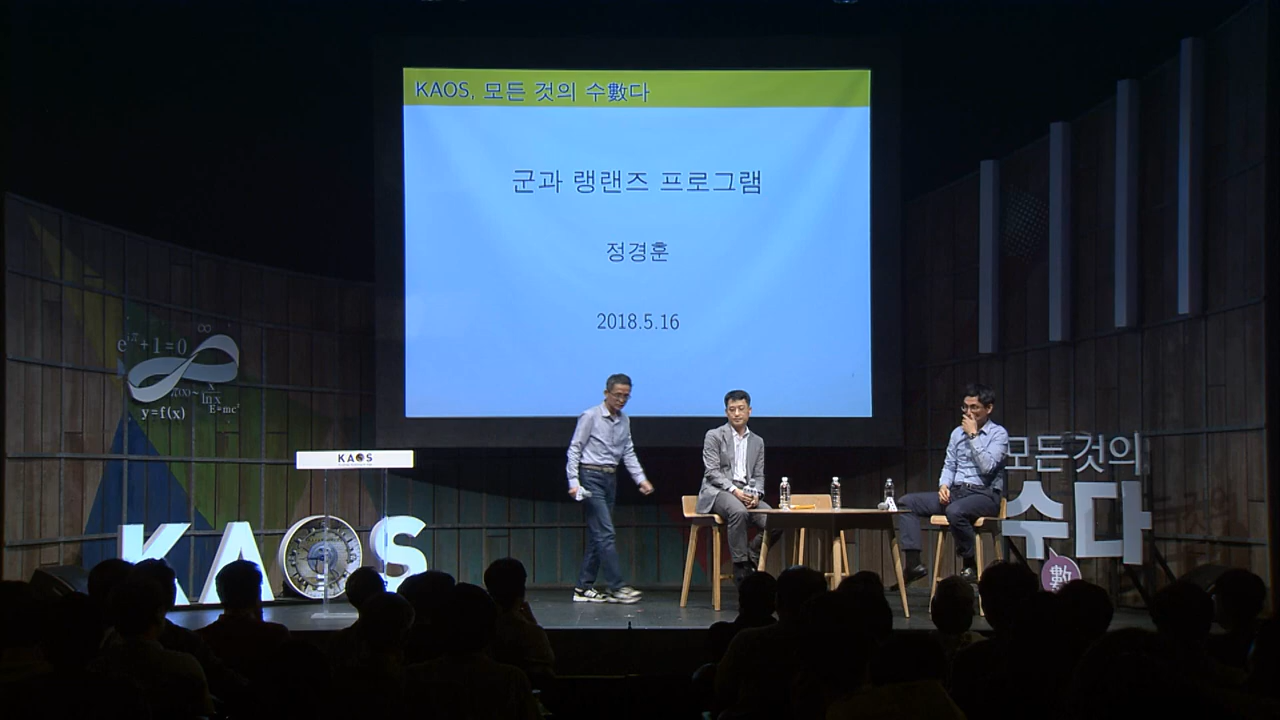 KAOS, 모든 것의 수數다
군과 랭랜즈 프로그램
정경훈
2018.5.16
∞
e^{iπ}+1=0
y=f(x)
E=mc²
KAOS
KAOS
모든 것의
수다
數